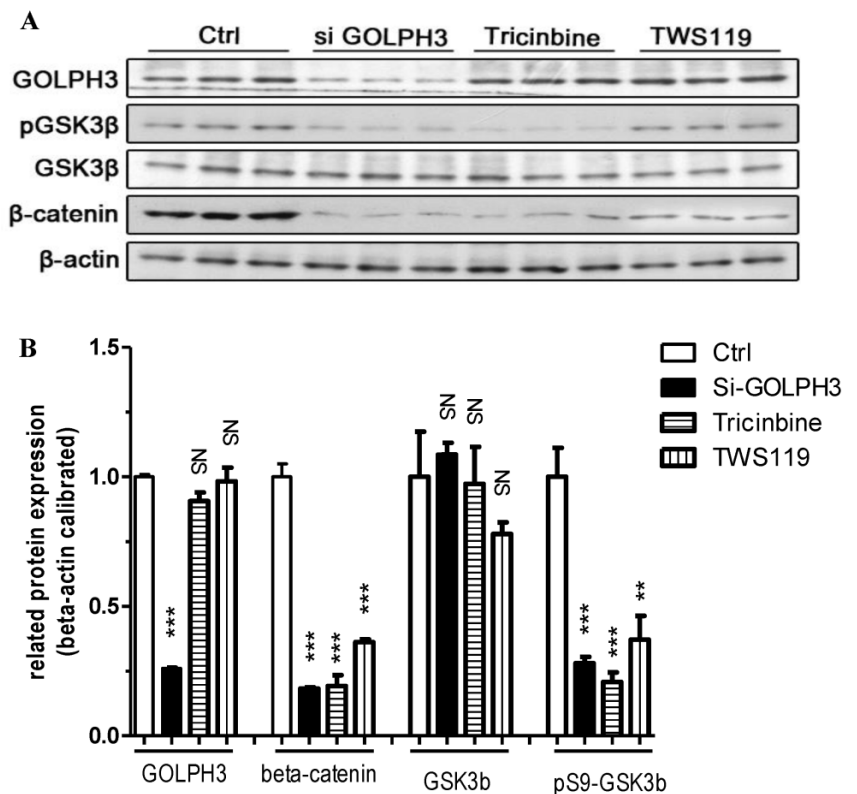 A
Ctrl si GOLPH3 Tricinbine TWS119
GOLPH3
pGSK3β
GSK3β
β-catenin
β-actin
B
related protein expression
(beta-actin calibrated)
1.5
1.0
0.5
0.0
*** NS NS
*** *** ***
NS NS NS
*** *** **
GOLPH3 beta-catenin GSK3b pS9-GSK3b
Ctrl
Si-GOLPH3
Tricinbine
TWS119